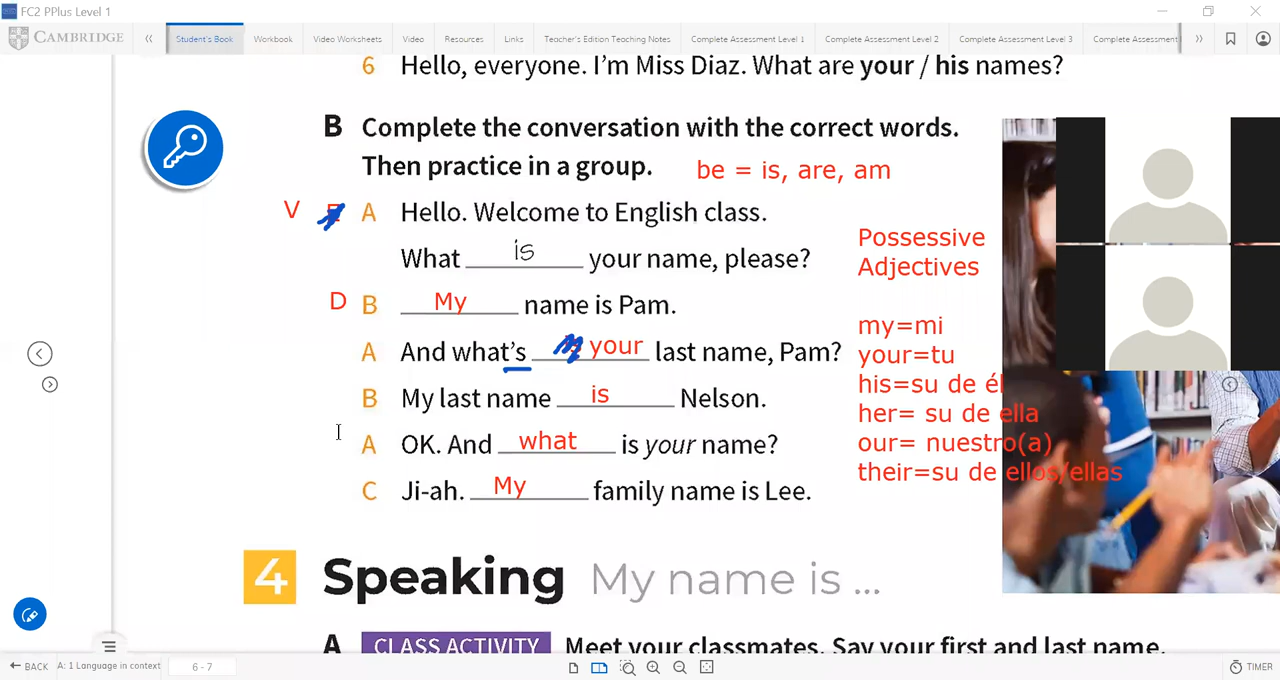 FC2 PPlus Level 1
CAMBRIDGE
Student's Book
Workbook
Video Worksheets
Video
Resources
Links
Teacher's Edition Teaching Notes
Complete Assessment Level 1
Complete Assessment Level 2
Complete Assessment Level 3
Complete Assessment
6 Hello, everyone. I'm Miss Diaz. What are your / his names?
B Complete the conversation with the correct words.
Then practice in a group.
be = is, are, am
V A Hello. Welcome to English class.
What is your name, please?
D B My name is Pam.
A And what's your last name, Pam?
B My last name is Nelson.
A OK. And what is your name?
C Ji-ah. My family name is Lee.
Possessive
Adjectives
my=mi
your=tu
his=su de él
her= su de ella
our= nuestro(a)
their=su de ellos/ellas
4 Speaking My name is ...
A CLASS ACTIVITY Meet your classmates. Say your first and last name.
BACK
A: 1 Language in context
6 - 7
TIMER